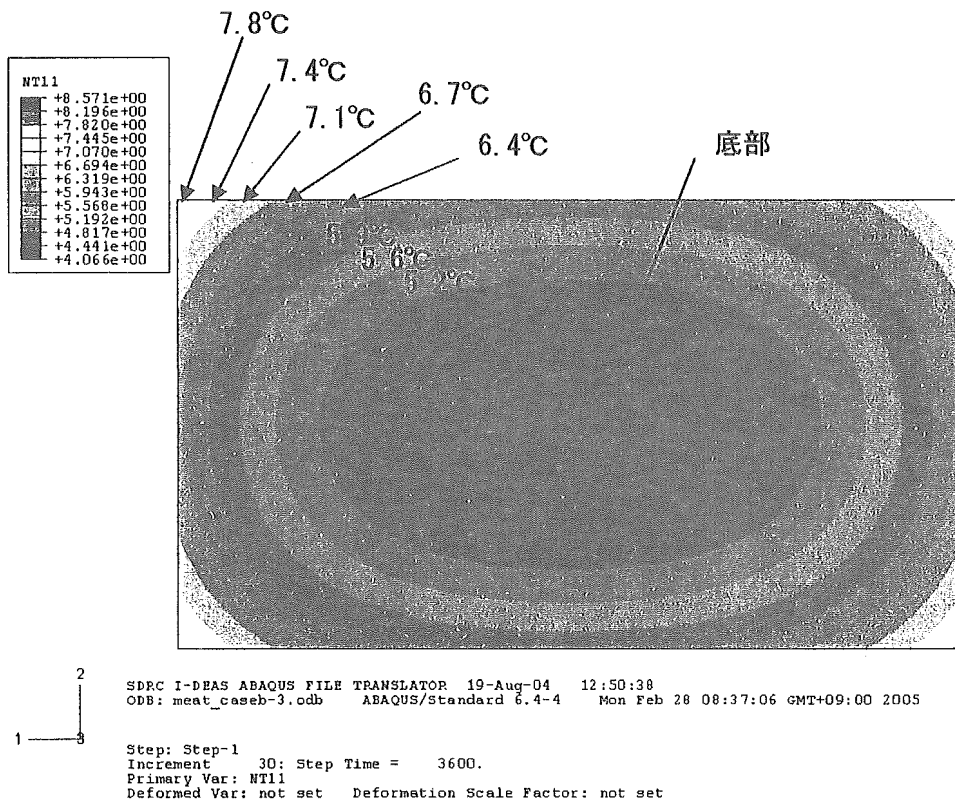 7.8℃
7.4℃
7.1℃
6.7℃
6.4℃
底部
NT11
+8.571e+00
+8.196e+00
+7.820e+00
+7.445e+00
+7.070e+00
+6.694e+00
+6.319e+00
+5.943e+00
+5.568e+00
+5.192e+00
+4.817e+00
+4.441e+00
+4.066e+00
5.6℃
5.2℃
2
1
3
SDRC I-DEAS ABAQUS FILE TRANSLATOR 19-Aug-04 12:50:38
ODB: meat_caseb-3.odb ABAQUS/Standard 6.4-4 Mon Feb 28 08:37:06 GMT+09:00 2005
Step: Step-1
Increment 30: Step Time = 3600.
Primary Var: NT11
Deformed Var: not set Deformation Scale Factor: not set